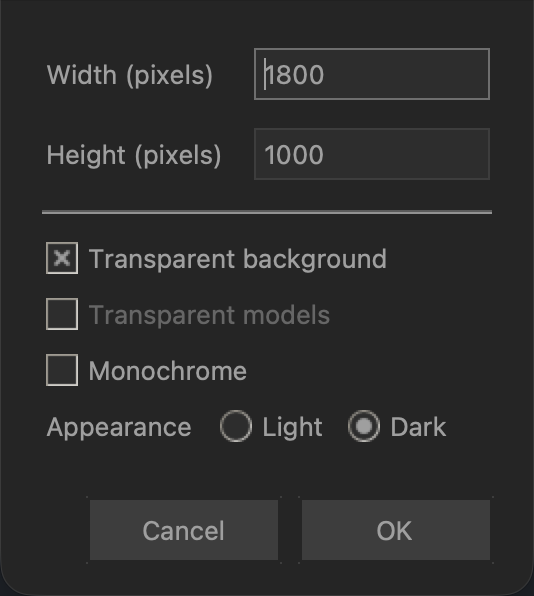 Width (pixels) 1800
Height (pixels) 1000
Transparent background
Transparent models
Monochrome
Appearance Light Dark
Cancel OK